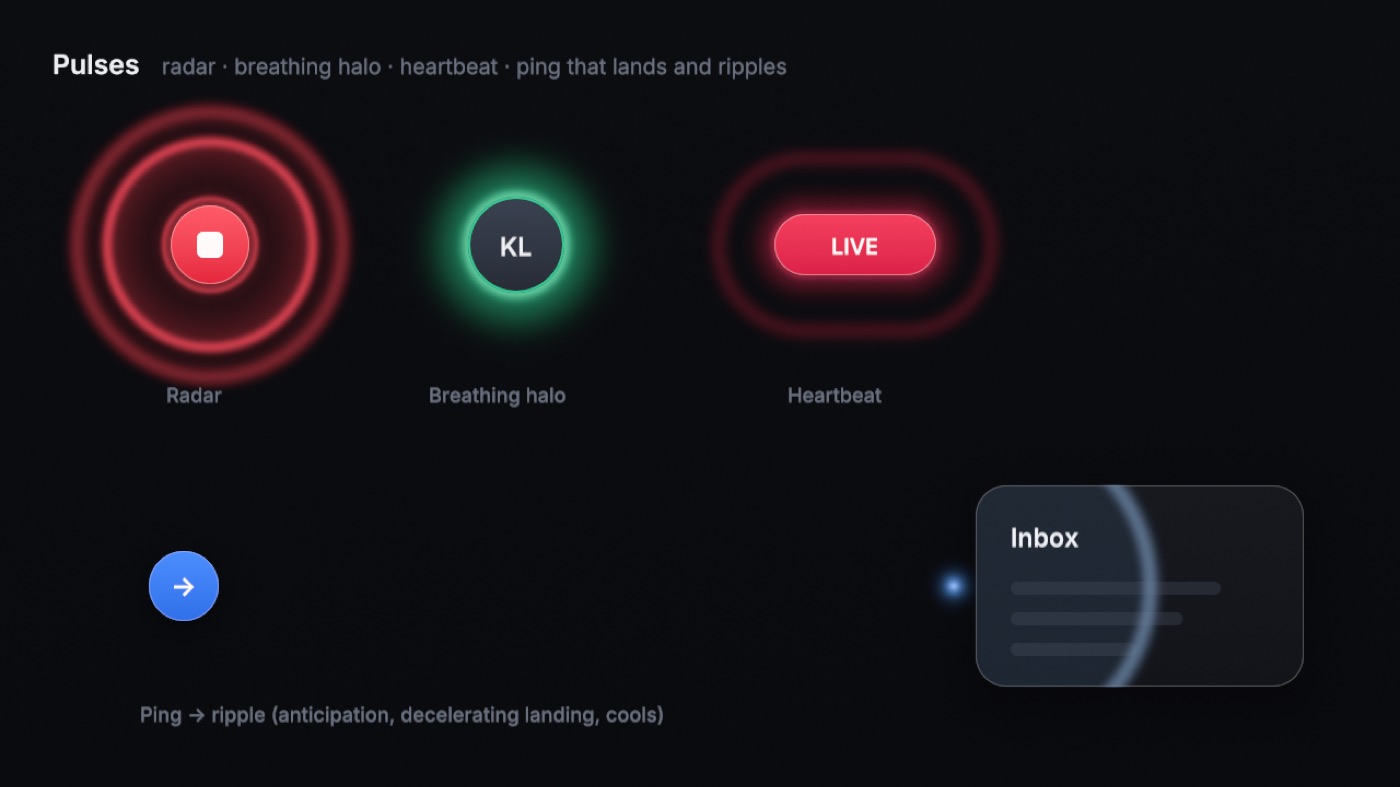 Pulses radar · breathing halo · heartbeat · ping that lands and ripples
KL
LIVE
Radar
Breathing halo
Heartbeat
Inbox
Ping → ripple (anticipation, decelerating landing, cools)